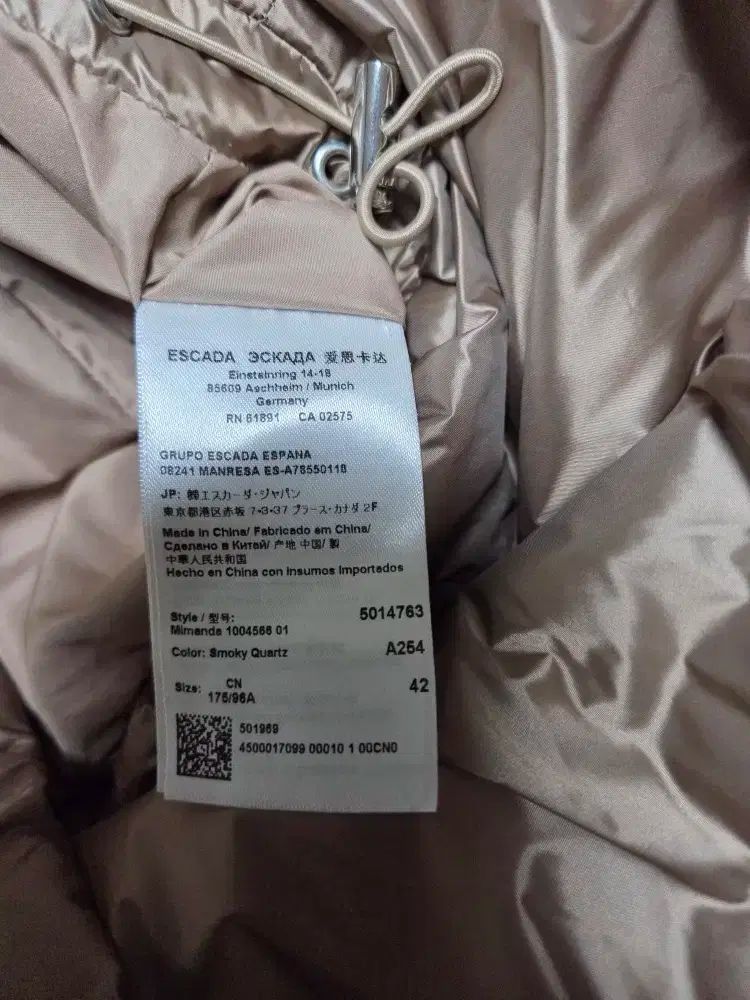 ESCADA ЭСКАДА 爱思卡达
Einsteinring 14-18
85609 Aschheim / Munich
Germany
RN 61891 CA 02575
GRUPO ESCADA ESPANA
08241 MANRESA ES-A78550118
JP: ㈱エスカーダ・ジャパン
東京都港区赤坂 7-3-37 プラース・カナダ 2F
Made in China/ Fabricado em China/
Сделано в Китай/ 产地 中国/ 製
中華人民共和国
Hecho en China con Insumos Importados
Style / 型号: 5014763
Mimanda 1004566 01
Color: Smoky Quartz A254
Size: CN 42
175/96A
501969
4500017099 00010 1 00CN0